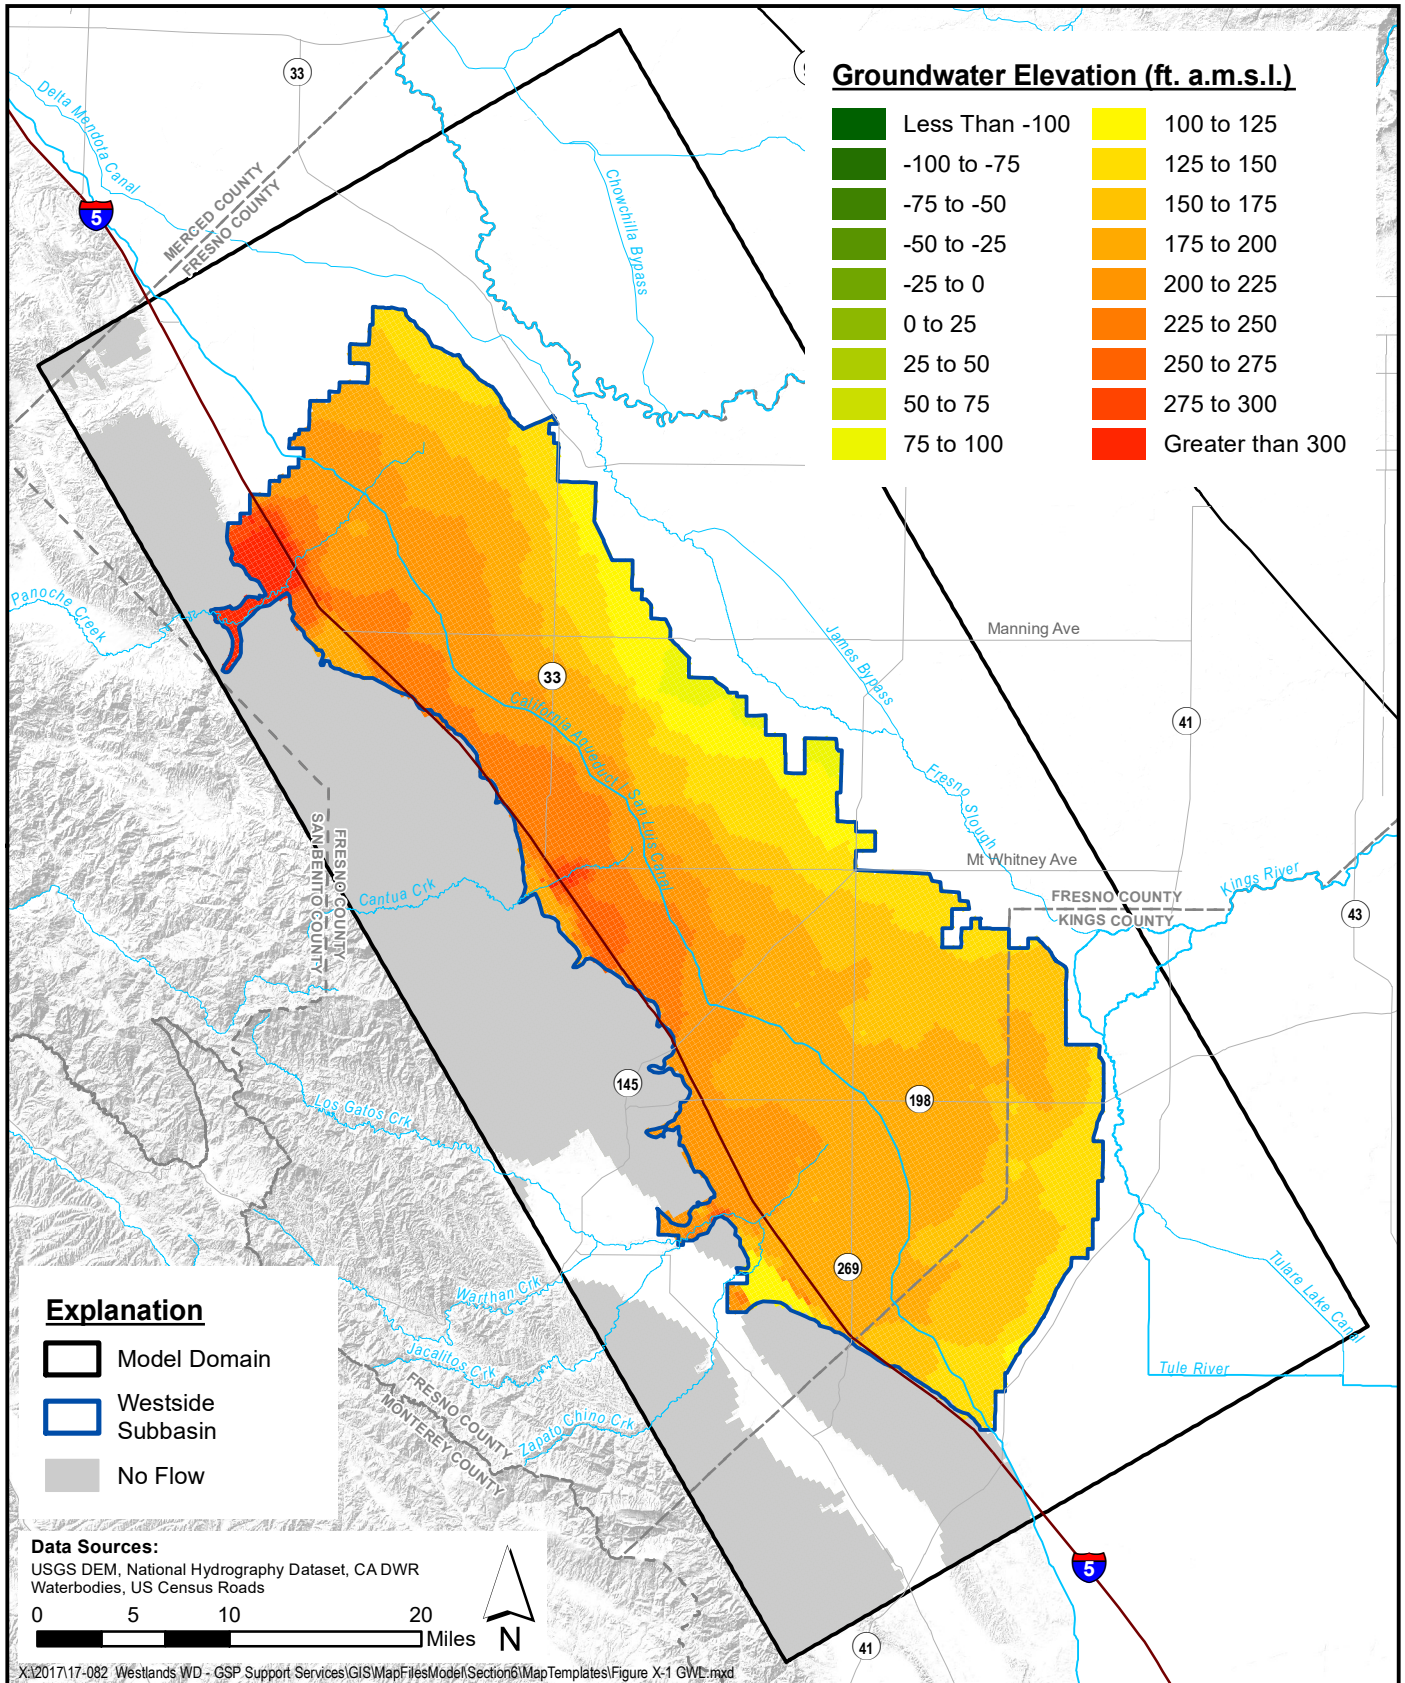 33
Delta Mendota Canal
5
MERCED COUNTY
FRESNO COUNTY
Chowchilla Bypass
Groundwater Elevation (ft. a.m.s.l.)
Less Than -100
-100 to -75
-75 to -50
-50 to -25
-25 to 0
0 to 25
25 to 50
50 to 75
75 to 100
100 to 125
125 to 150
150 to 175
175 to 200
200 to 225
225 to 250
250 to 275
275 to 300
Greater than 300
Panoche Creek
Manning Ave
James Bypass
33
California Aqueduct / San Luis Canal
41
Fresno Slough
SAN BENITO COUNTY
FRESNO COUNTY
Mt Whitney Ave
Cantua Crk
Kings River
FRESNO COUNTY
KINGS COUNTY
43
145
198
Los Gatos Crk
269
Warthan Crk
Tulare Lake Canal
Jacalitos Crk
Tule River
FRESNO COUNTY
MONTEREY COUNTY
Zapato Chino Crk
Explanation
Model Domain
Westside
Subbasin
No Flow
Data Sources:
USGS DEM, National Hydrography Dataset, CA DWR
Waterbodies, US Census Roads
0 5 10 20
Miles
N
5
41
X:\2017\17-082 Westlands WD - GSP Support Services\GIS\MapFilesModel\Section6\MapTemplates\Figure X-1 GWL.mxd